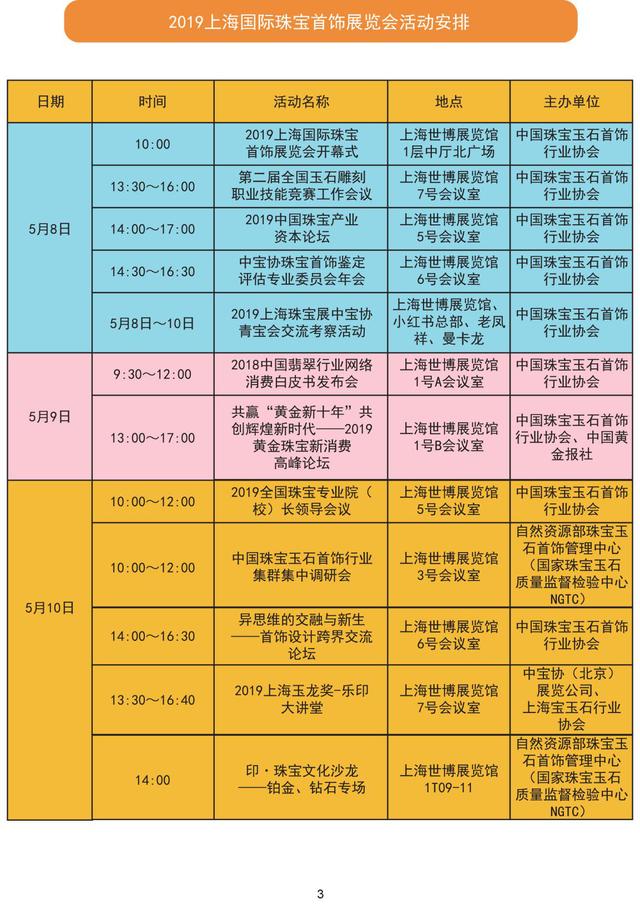 2019上海国际珠宝首饰展览会活动安排
日期 时间 活动名称 地点 主办单位
5月8日
10:00
2019上海国际珠宝
首饰展览会开幕式
上海世博展览馆
1层中厅北广场
中国珠宝玉石首饰
行业协会
13:30～16:00
第二届全国玉石雕刻
职业技能竞赛工作会议
上海世博展览馆
7号会议室
中国珠宝玉石首饰
行业协会
14:00～17:00
2019中国珠宝产业
资本论坛
上海世博展览馆
5号会议室
中国珠宝玉石首饰
行业协会
14:30～16:30
中宝协珠宝首饰鉴定
评估专业委员会年会
上海世博展览馆
6号会议室
中国珠宝玉石首饰
行业协会
5月8日～10日
2019上海珠宝展中宝协
青宝会交流考察活动
上海世博展览馆、
小红书总部、老凤
祥、曼卡龙
中国珠宝玉石首饰
行业协会
5月9日
9:30～12:00
2018中国翡翠行业网络
消费白皮书发布会
上海世博展览馆
1号A会议室
中国珠宝玉石首饰
行业协会
13:00～17:00
共赢“黄金新十年”共
创辉煌新时代——2019
黄金珠宝新消费
高峰论坛
上海世博展览馆
1号B会议室
中国珠宝玉石首饰
行业协会、中国黄
金报社
5月10日
10:00～12:00
2019全国珠宝专业院（
校）长领导会议
上海世博展览馆
5号会议室
中国珠宝玉石首饰
行业协会
10:00～12:00
中国珠宝玉石首饰行业
集群集中调研会
上海世博展览馆
3号会议室
自然资源部珠宝玉
石首饰管理中心
（国家珠宝玉石
质量监督检验中心
NGTC）
14:00～16:30
异思维的交融与新生
——首饰设计跨界交流
论坛
上海世博展览馆
6号会议室
中国珠宝玉石首饰
行业协会
13:30～16:40
2019上海玉龙奖-乐印
大讲堂
上海世博展览馆
7号会议室
中宝协（北京）
展览公司、
上海宝玉石行业
协会
14:00
印·珠宝文化沙龙
——铂金、钻石专场
上海世博展览馆
1T09-11
自然资源部珠宝玉
石首饰管理中心
（国家珠宝玉石
质量监督检验中心
NGTC）
3